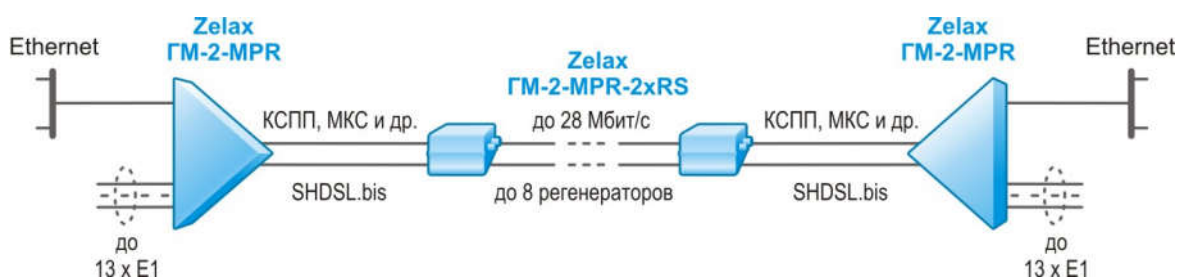 Ethernet
Zelax
ГМ-2-MPR
КСПП, МКС и др.
SHDSL.bis
до
13 x E1
Zelax
ГМ-2-MPR-2xRS
до 28 Мбит/с
до 8 регенераторов
Zelax
ГМ-2-MPR
КСПП, МКС и др.
SHDSL.bis
Ethernet
до
13 x E1